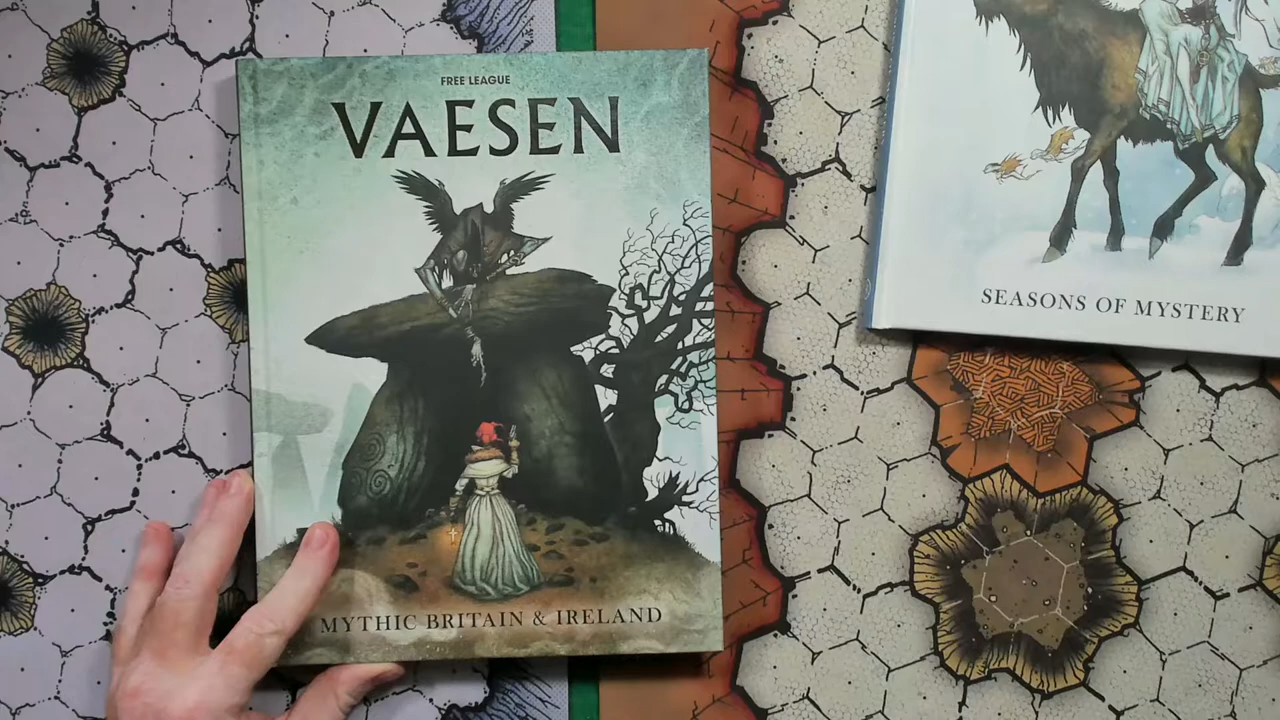 FREE LEAGUE
VAESEN
MYTHIC BRITAIN & IRELAND
SEASONS OF MYSTERY